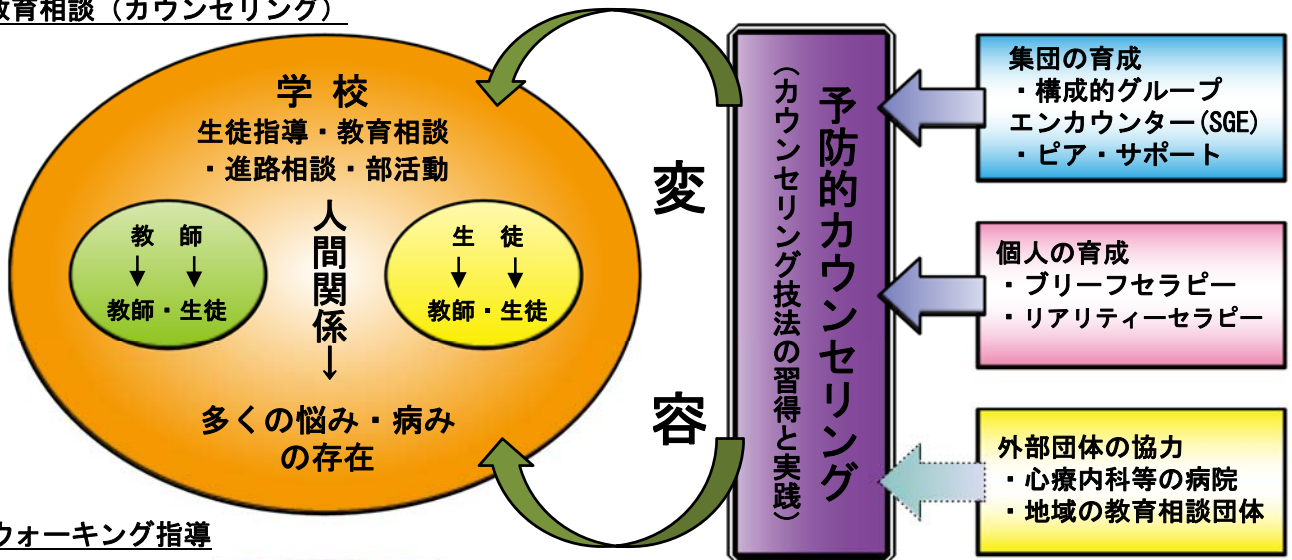 教育相談（カウンセリング）
学 校
生徒指導・教育相談
・進路相談・部活動
人間関係→
教 師
↓ ↓
教師・生徒
生 徒
↓ ↓
教師・生徒
多くの悩み・病み
の存在
変
容
予防的カウンセリング
（カウンセリング技法の習得と実践）
集団の育成
・構成的グループ
エンカウンター(SGE)
・ピア・サポート
個人の育成
・ブリーフセラピー
・リアリティーセラピー
外部団体の協力
・心療内科等の病院
・地域の教育相談団体
ウォーキング指導